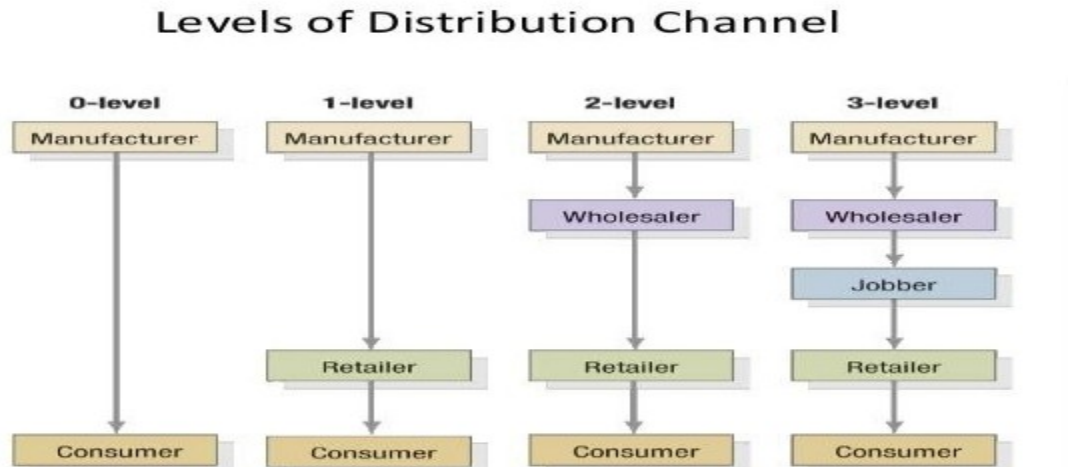 Levels of Distribution Channel
0-level 1-level 2-level 3-level
Manufacturer Manufacturer Manufacturer Manufacturer
Wholesaler Wholesaler
Jobber
Retailer Retailer Retailer
Consumer Consumer Consumer Consumer